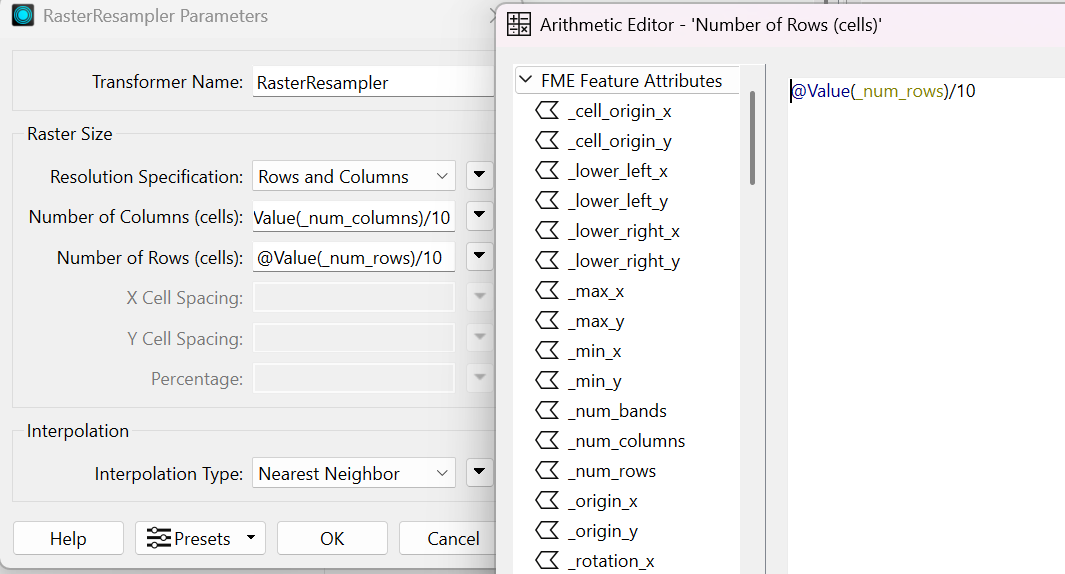 RasterResampler Parameters
Transformer Name: RasterResampler
Raster Size
Resolution Specification: Rows and Columns
Number of Columns (cells): Value(_num_columns)/10
Number of Rows (cells): @Value(_num_rows)/10
X Cell Spacing:
Y Cell Spacing:
Percentage:
Interpolation
Interpolation Type: Nearest Neighbor
Help Presets OK Cancel
Arithmetic Editor - 'Number of Rows (cells)'
FME Feature Attributes
_cell_origin_x
_cell_origin_y
_lower_left_x
_lower_left_y
_lower_right_x
_lower_right_y
_max_x
_max_y
_min_x
_min_y
_num_bands
_num_columns
_num_rows
_origin_x
_origin_y
_rotation_x
@Value(_num_rows)/10